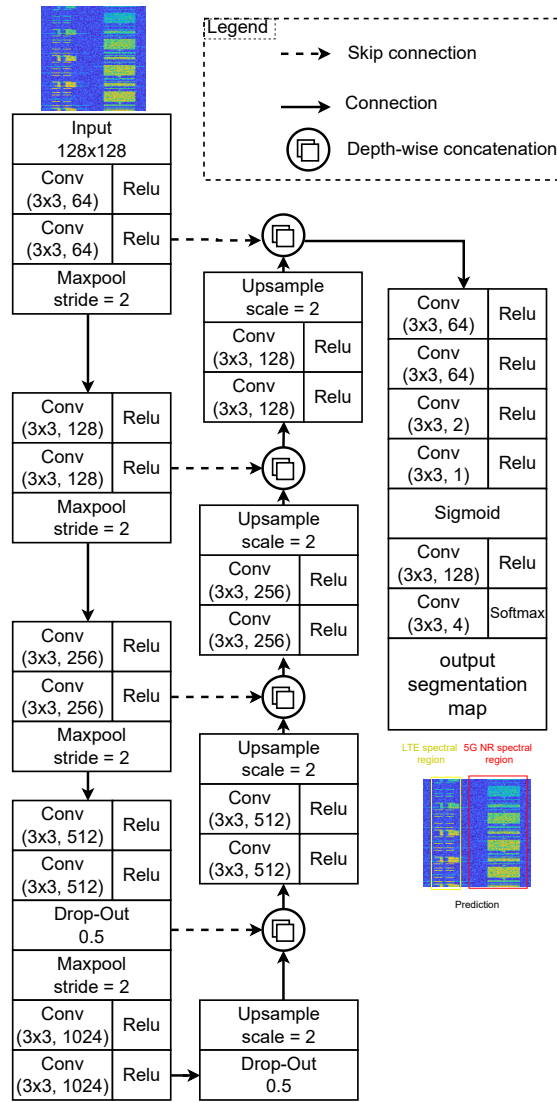 Legend
Skip connection
Connection
Depth-wise concatenation
Input
128x128
Conv
(3x3, 64)
Relu
Conv
(3x3, 64)
Relu
Maxpool
stride = 2
Conv
(3x3, 128)
Relu
Conv
(3x3, 128)
Relu
Maxpool
stride = 2
Conv
(3x3, 256)
Relu
Conv
(3x3, 256)
Relu
Maxpool
stride = 2
Conv
(3x3, 512)
Relu
Conv
(3x3, 512)
Relu
Drop-Out
0.5
Maxpool
stride = 2
Conv
(3x3, 1024)
Relu
Conv
(3x3, 1024)
Relu
Upsample
scale = 2
Conv
(3x3, 128)
Relu
Conv
(3x3, 128)
Relu
Upsample
scale = 2
Conv
(3x3, 256)
Relu
Conv
(3x3, 256)
Relu
Upsample
scale = 2
Conv
(3x3, 512)
Relu
Conv
(3x3, 512)
Relu
Upsample
scale = 2
Drop-Out
0.5
Conv
(3x3, 64)
Relu
Conv
(3x3, 64)
Relu
Conv
(3x3, 2)
Relu
Conv
(3x3, 1)
Relu
Sigmoid
Conv
(3x3, 128)
Relu
Conv
(3x3, 4)
Softmax
output
segmentation
map
LTE spectral
region
5G NR spectral
region
Prediction